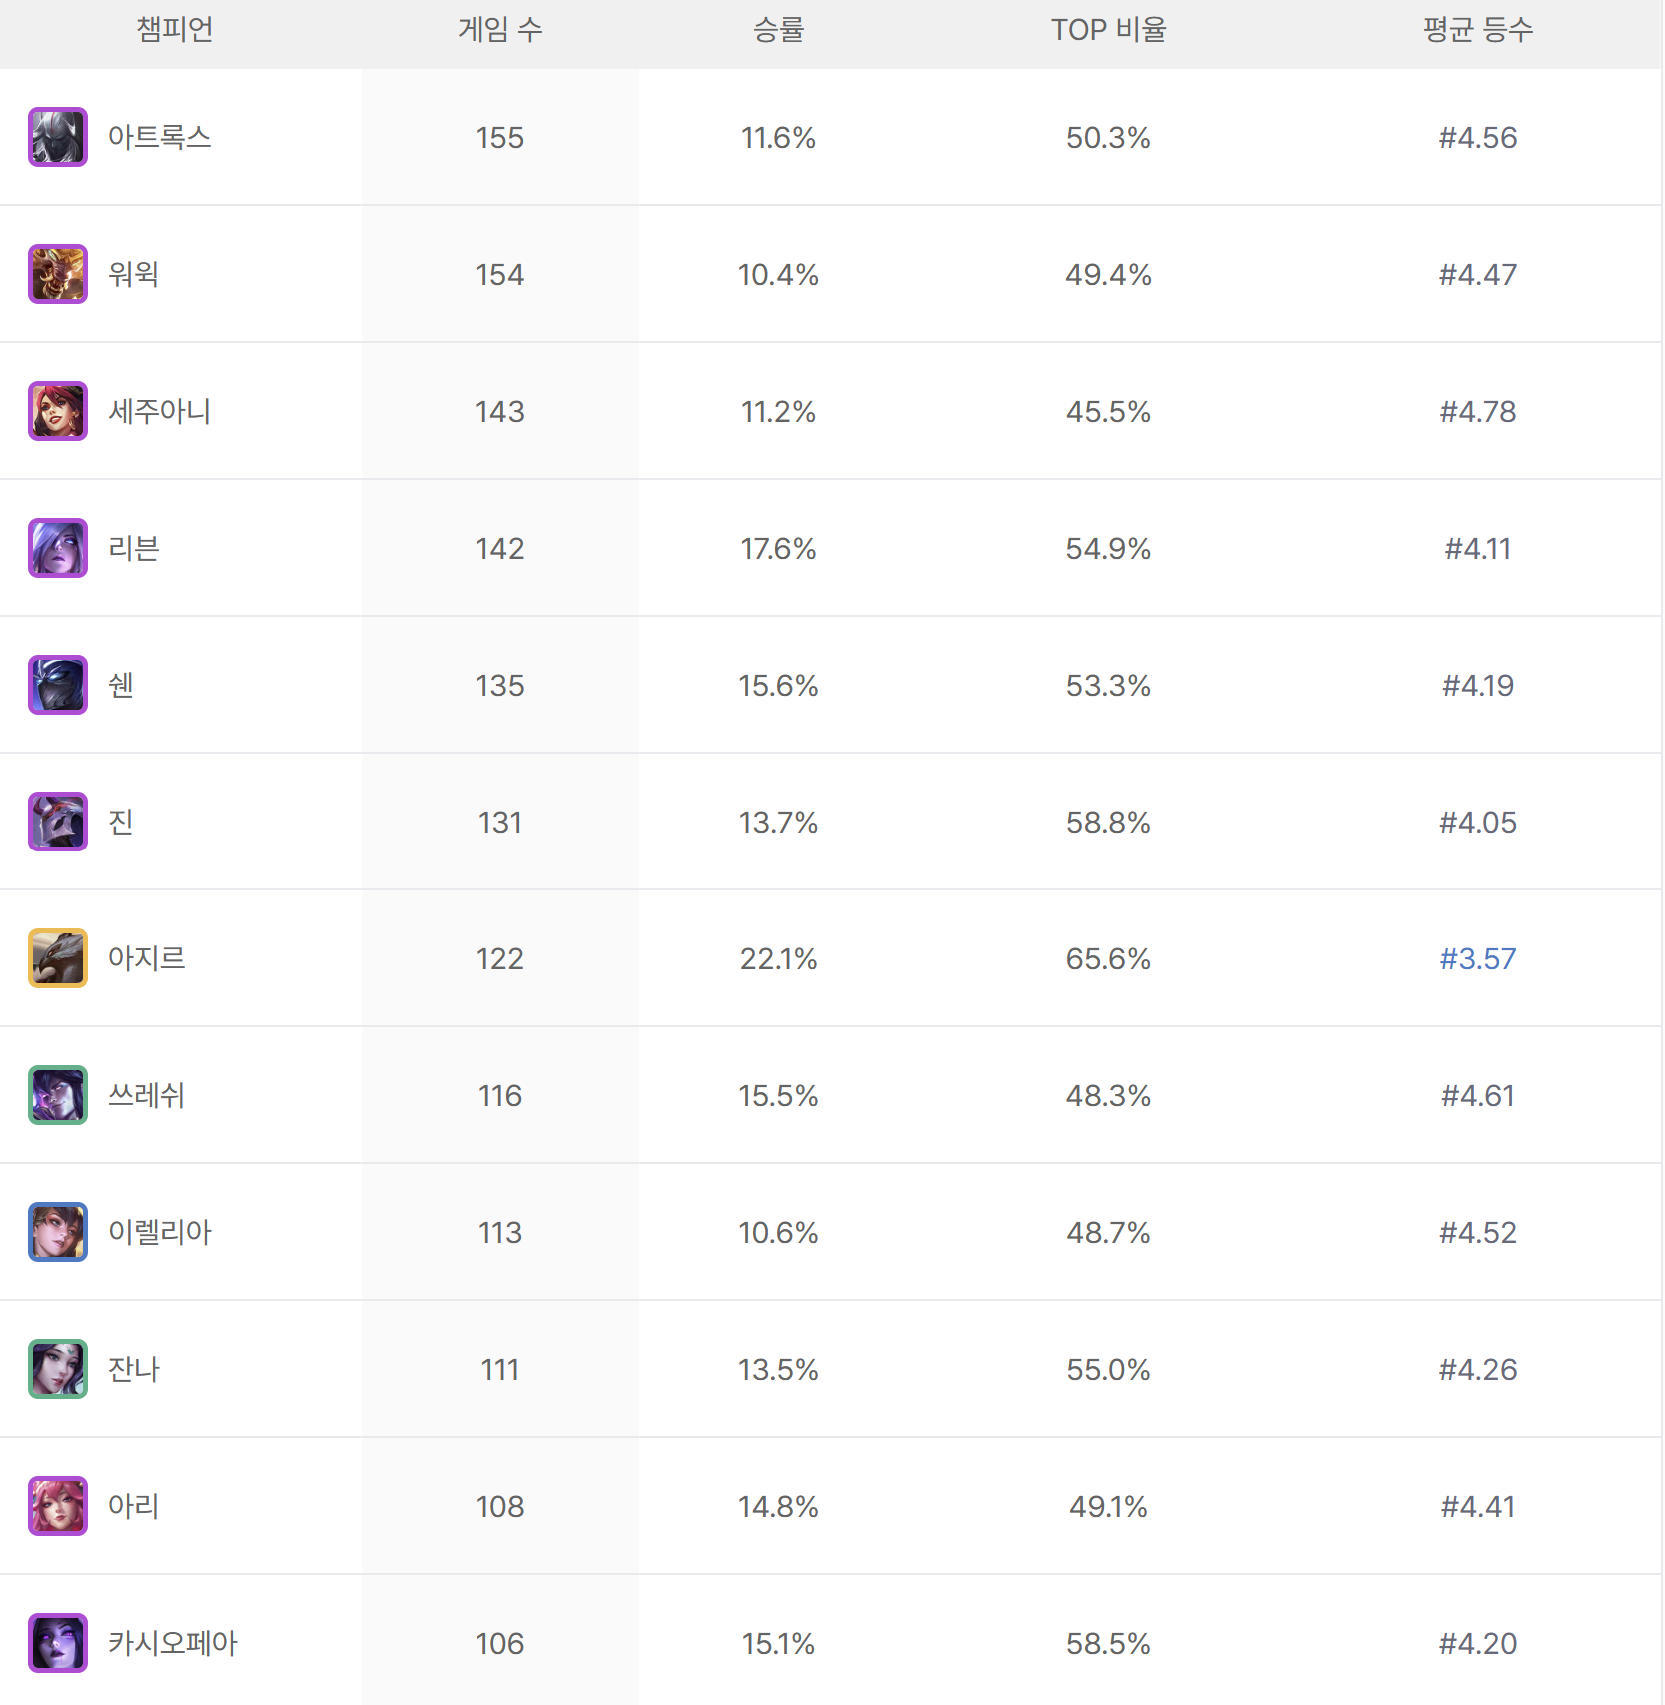 챔피언 게임 수 승률 TOP 비율 평균 등수
아트록스 155 11.6% 50.3% #4.56
워윅 154 10.4% 49.4% #4.47
세주아니 143 11.2% 45.5% #4.78
리븐 142 17.6% 54.9% #4.11
쉔 135 15.6% 53.3% #4.19
진 131 13.7% 58.8% #4.05
아지르 122 22.1% 65.6% #3.57
쓰레쉬 116 15.5% 48.3% #4.61
이렐리아 113 10.6% 48.7% #4.52
잔나 111 13.5% 55.0% #4.26
아리 108 14.8% 49.1% #4.41
카시오페아 106 15.1% 58.5% #4.20